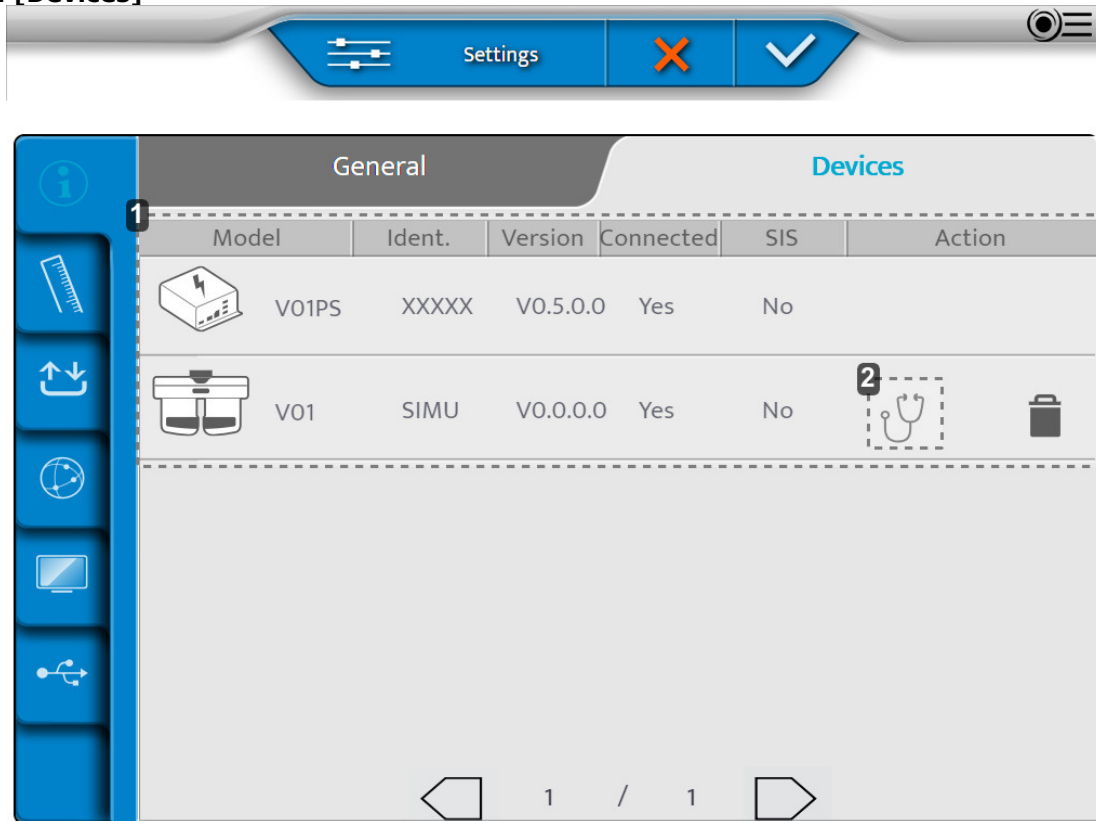 [Devices]
Settings
General Devices
1
Model Ident. Version Connected SIS Action
V01PS XXXXX V0.5.0.0 Yes No
2
V01 SIMU V0.0.0.0 Yes No
1 / 1